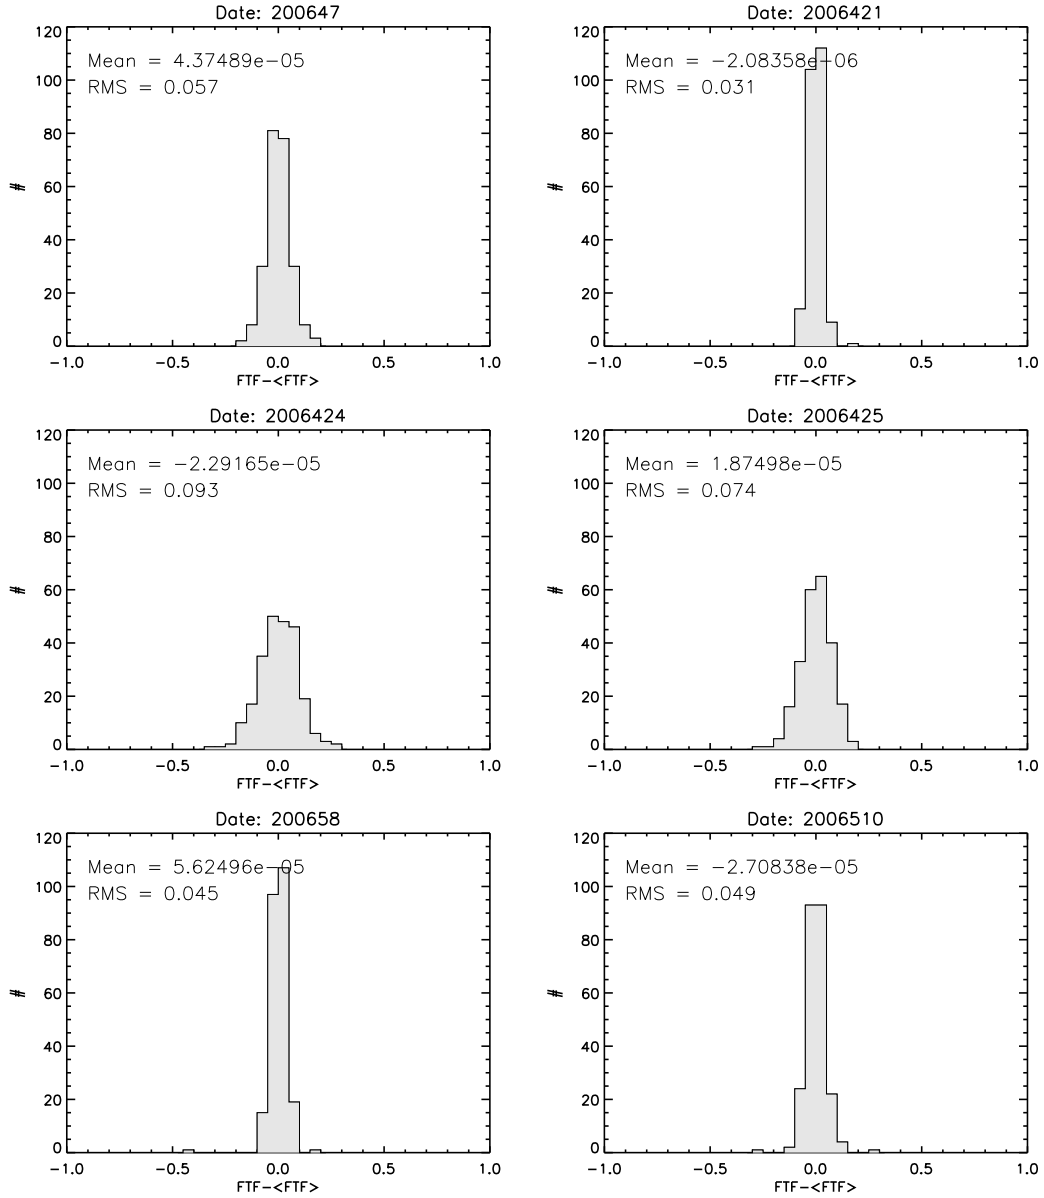 Date: 200647
Mean = 4.37489e-05
RMS = 0.057
120
100
80
60
40
20
0
#
-1.0 -0.5 0.0 0.5 1.0
FTF-<FTF>
Date: 2006421
Mean = -2.08358e-06
RMS = 0.031
120
100
80
60
40
20
0
#
-1.0 -0.5 0.0 0.5 1.0
FTF-<FTF>
Date: 2006424
Mean = -2.29165e-05
RMS = 0.093
120
100
80
60
40
20
0
#
-1.0 -0.5 0.0 0.5 1.0
FTF-<FTF>
Date: 2006425
Mean = 1.87498e-05
RMS = 0.074
120
100
80
60
40
20
0
#
-1.0 -0.5 0.0 0.5 1.0
FTF-<FTF>
Date: 200658
Mean = 5.62496e-05
RMS = 0.045
120
100
80
60
40
20
0
#
-1.0 -0.5 0.0 0.5 1.0
FTF-<FTF>
Date: 2006510
Mean = -2.70838e-05
RMS = 0.049
120
100
80
60
40
20
0
#
-1.0 -0.5 0.0 0.5 1.0
FTF-<FTF>